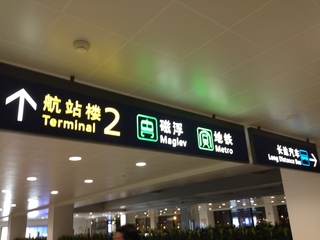 航站楼 2
Terminal
磁浮
Maglev
地铁
Metro
长途汽车
Long Distance Bus